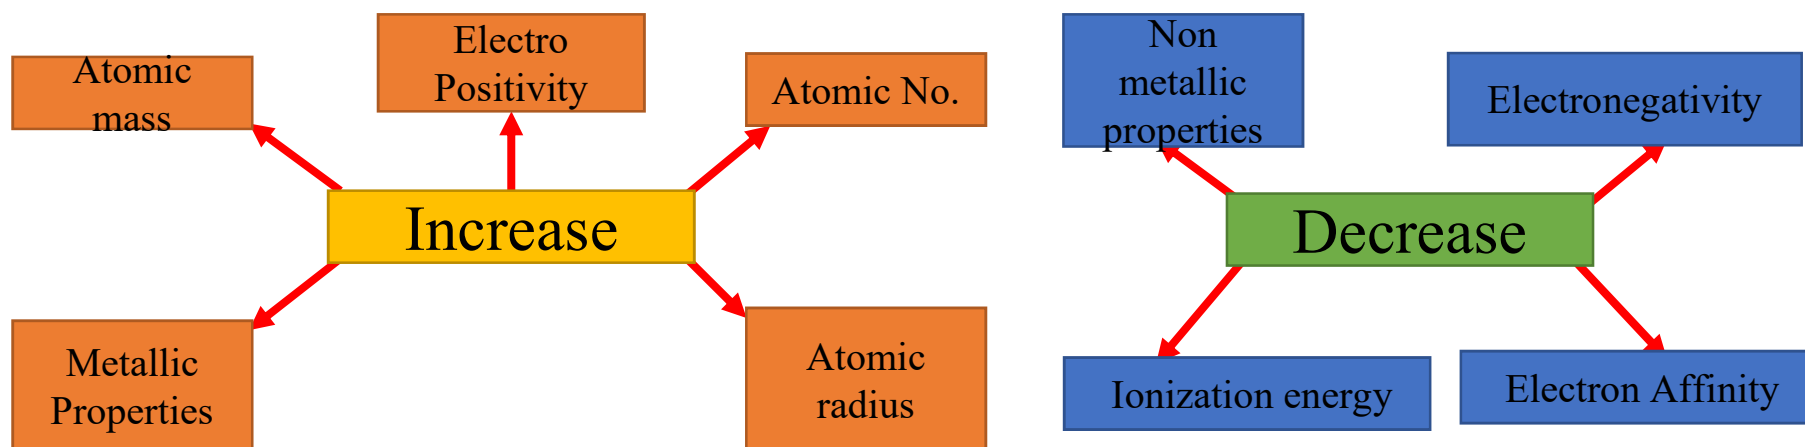 Atomic
mass
Electro
Positivity
Atomic No.
Increase
Metallic
Properties
Atomic
radius
Non
metallic
properties
Electronegativity
Decrease
Ionization energy
Electron Affinity